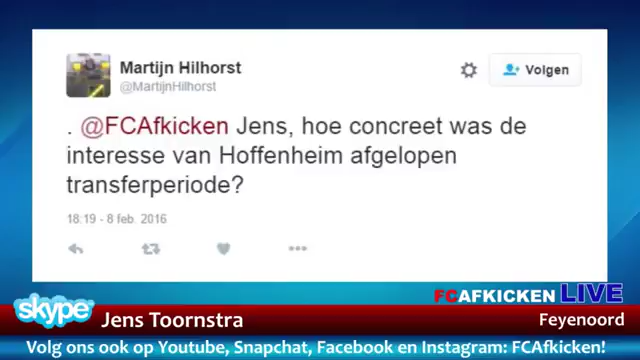 Martijn Hilhorst
@MartijnHilhorst
Volgen
. @FCAfkicken Jens, hoe concreet was de
interesse van Hoffenheim afgelopen
transferperiode?
18:19 - 8 feb. 2016
FCAFKICKEN LIVE
skype
Jens Toornstra
Feyenoord
Volg ons ook op Youtube, Snapchat, Facebook en Instagram: FCAfkicken!